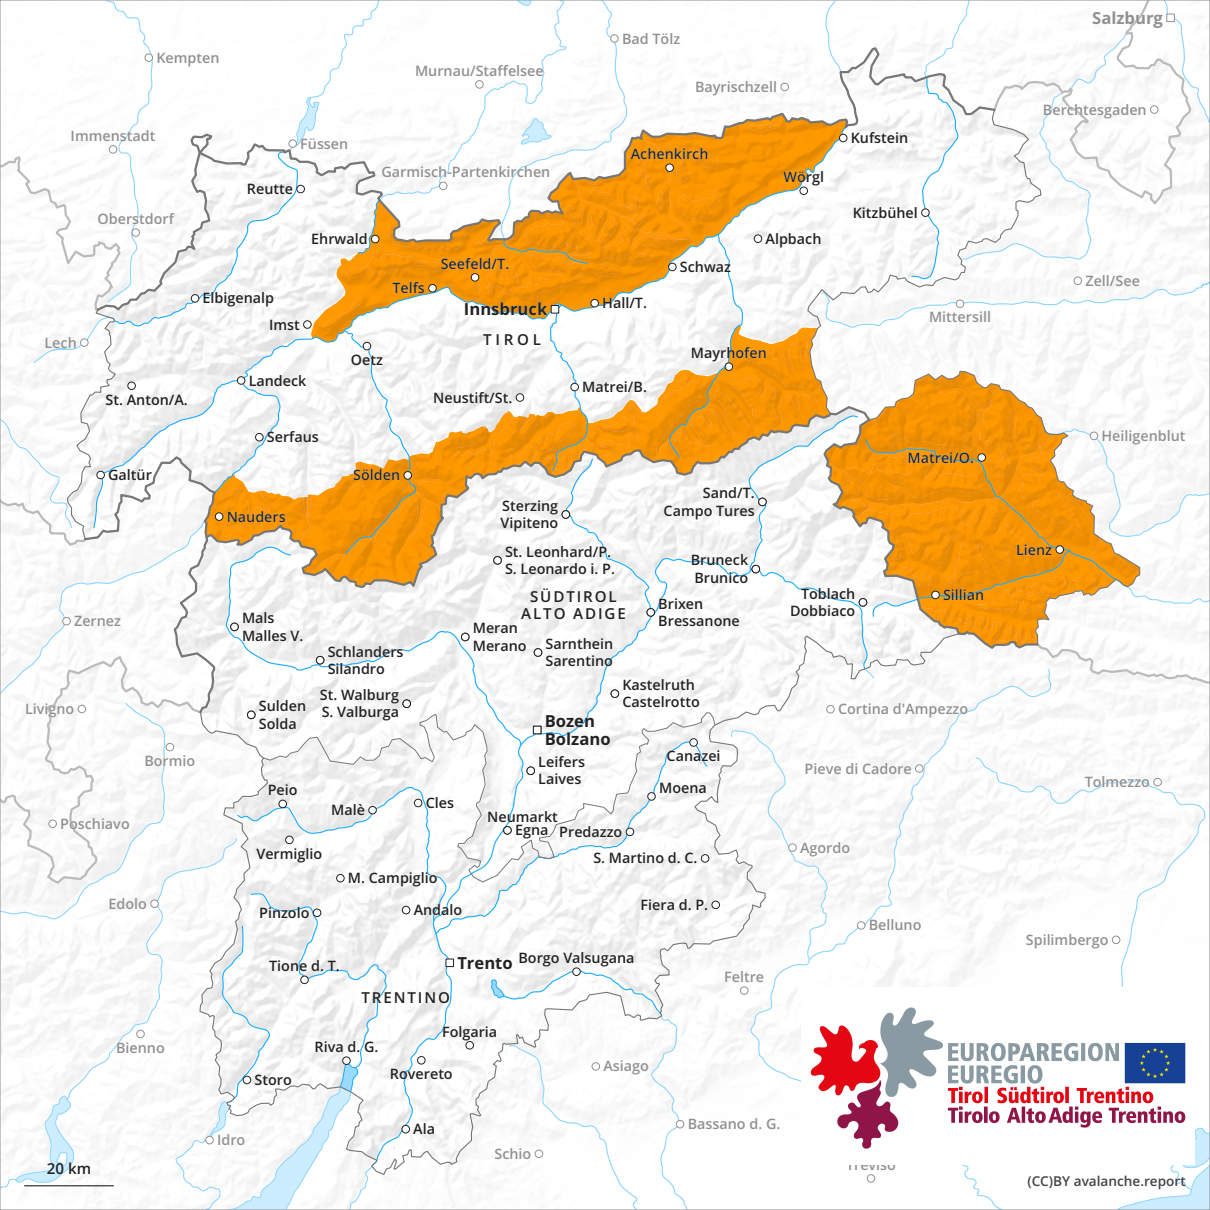 Salzburg
Bad Tölz
Kempten
Murnau/Staffelsee
Bayrischzell
Berchtesgaden
Immenstadt
Kufstein
Füssen
Achenkirch
Garmisch-Partenkirchen
Wörgl
Reutte
Kitzbühel
Oberstdorf
Ehrwald
Alpbach
Seefeld/T.
Schwaz
Zell/See
Telfs
Elbigenalp
Hall/T.
Innsbruck
Mittersill
Imst
TIROL
Lech
Mayrhofen
Oetz
Landeck
Matrei/B.
St. Anton/A.
Neustift/St.
Serfaus
Heiligenblut
Matrei/O.
Galtür
Sölden
Sand/T.
Campo Tures
Sterzing
Vipiteno
Nauders
Lienz
St. Leonhard/P.
S. Leonardo i. P.
Bruneck
Brunico
SÜDTIROL
ALTO ADIGE
Toblach
Dobbiaco
Sillian
Brixen
Bressanone
Zernez
Mals
Malles V.
Meran
Merano
Sarnthein
Sarentino
Schlanders
Silandro
Kastelruth
Castelrotto
St. Walburg
S. Valburga
Sulden
Solda
Livigno
Cortina d'Ampezzo
Bozen
Bolzano
Canazei
Bormio
Leifers
Laives
Pieve di Cadore
Tolmezzo
Peio
Moena
Malè
Cles
Neumarkt
Egna
Predazzo
Poschiavo
Vermiglio
Agordo
S. Martino d. C.
M. Campiglio
Edolo
Pinzolo
Andalo
Fiera d. P.
Belluno
Spilimbergo
Trento
Borgo Valsugana
Tione d. T.
Feltre
TRENTINO
Folgaria
Bienno
Riva d. G.
Rovereto
Asiago
Storo
EUROPAREGION
EUREGIO
Tirol Südtirol Trentino
Tirolo Alto Adige Trentino
Ala
Bassano d. G.
Idro
Schio
Treviso
20 km
(CC)BY avalanche.report